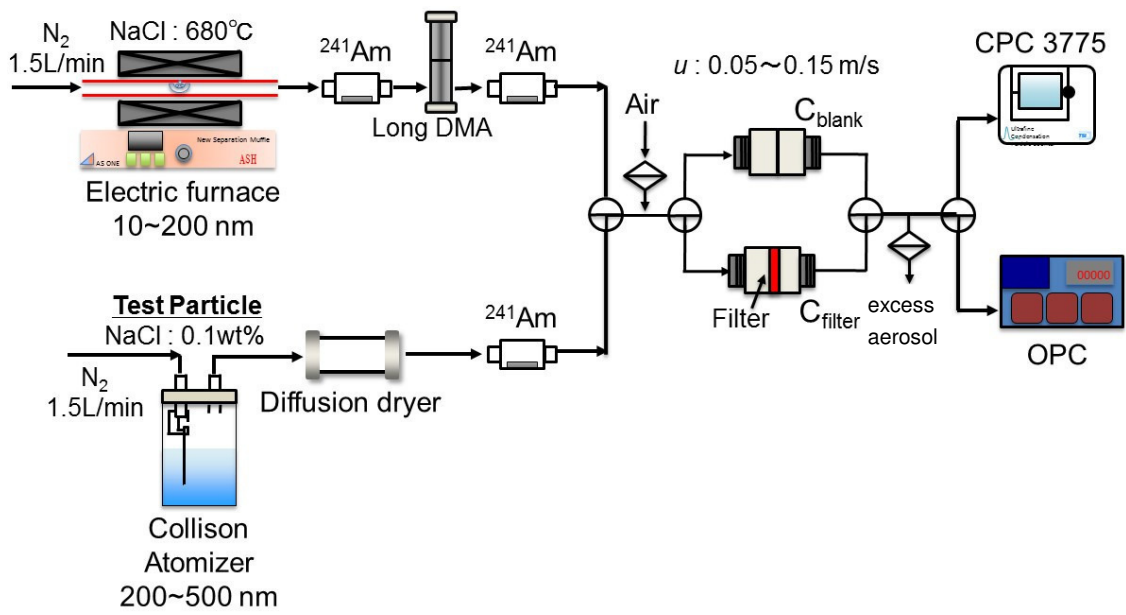 N2
1.5L/min
NaCl : 680℃
241Am
241Am
Long DMA
New Separation Muffle
AS ONE
ASH
Electric furnace
10~200 nm
Air
u : 0.05～0.15 m/s
Cblank
CPC 3775
Ultrafine
Condensation
Filter
Cfilter
excess
aerosol
00000
OPC
Test Particle
NaCl : 0.1wt%
N2
1.5L/min
Diffusion dryer
241Am
Collison
Atomizer
200~500 nm